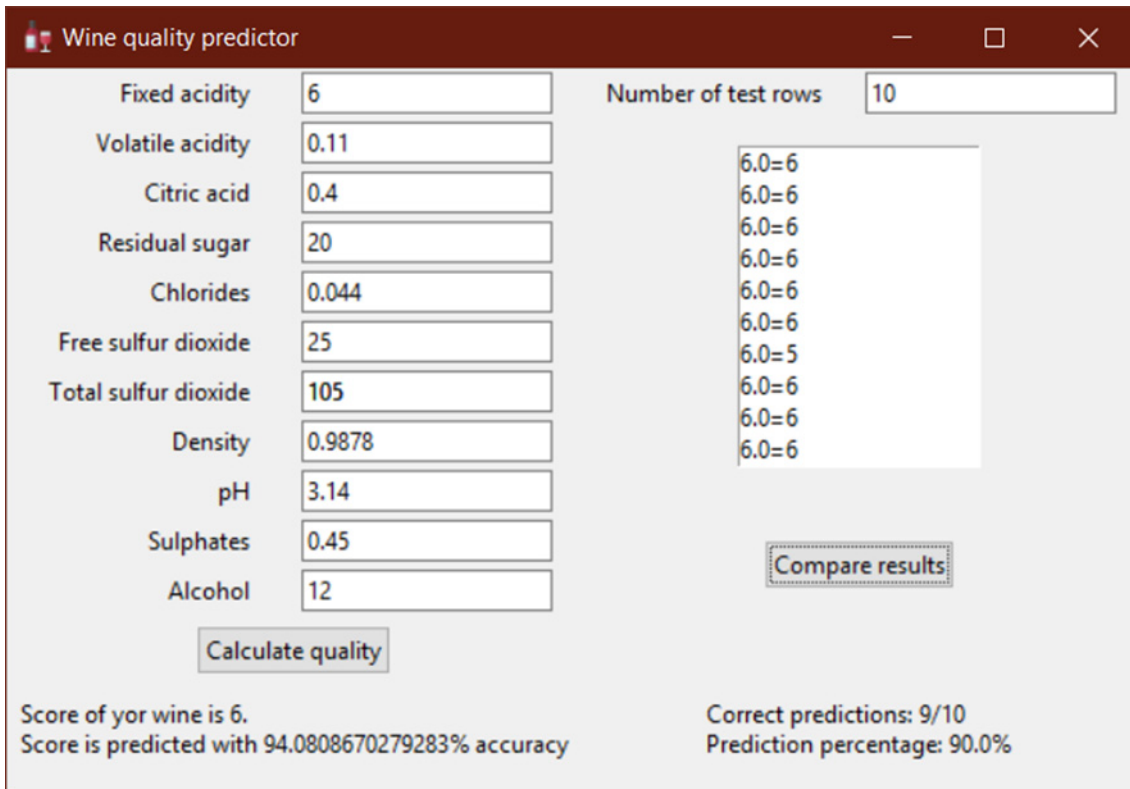 Wine quality predictor
Fixed acidity 6
Volatile acidity 0.11
Citric acid 0.4
Residual sugar 20
Chlorides 0.044
Free sulfur dioxide 25
Total sulfur dioxide 105
Density 0.9878
pH 3.14
Sulphates 0.45
Alcohol 12
Calculate quality
Score of yor wine is 6.
Score is predicted with 94.0808670279283% accuracy
Number of test rows 10
6.0=6
6.0=6
6.0=6
6.0=6
6.0=6
6.0=6
6.0=5
6.0=6
6.0=6
6.0=6
Compare results
Correct predictions: 9/10
Prediction percentage: 90.0%